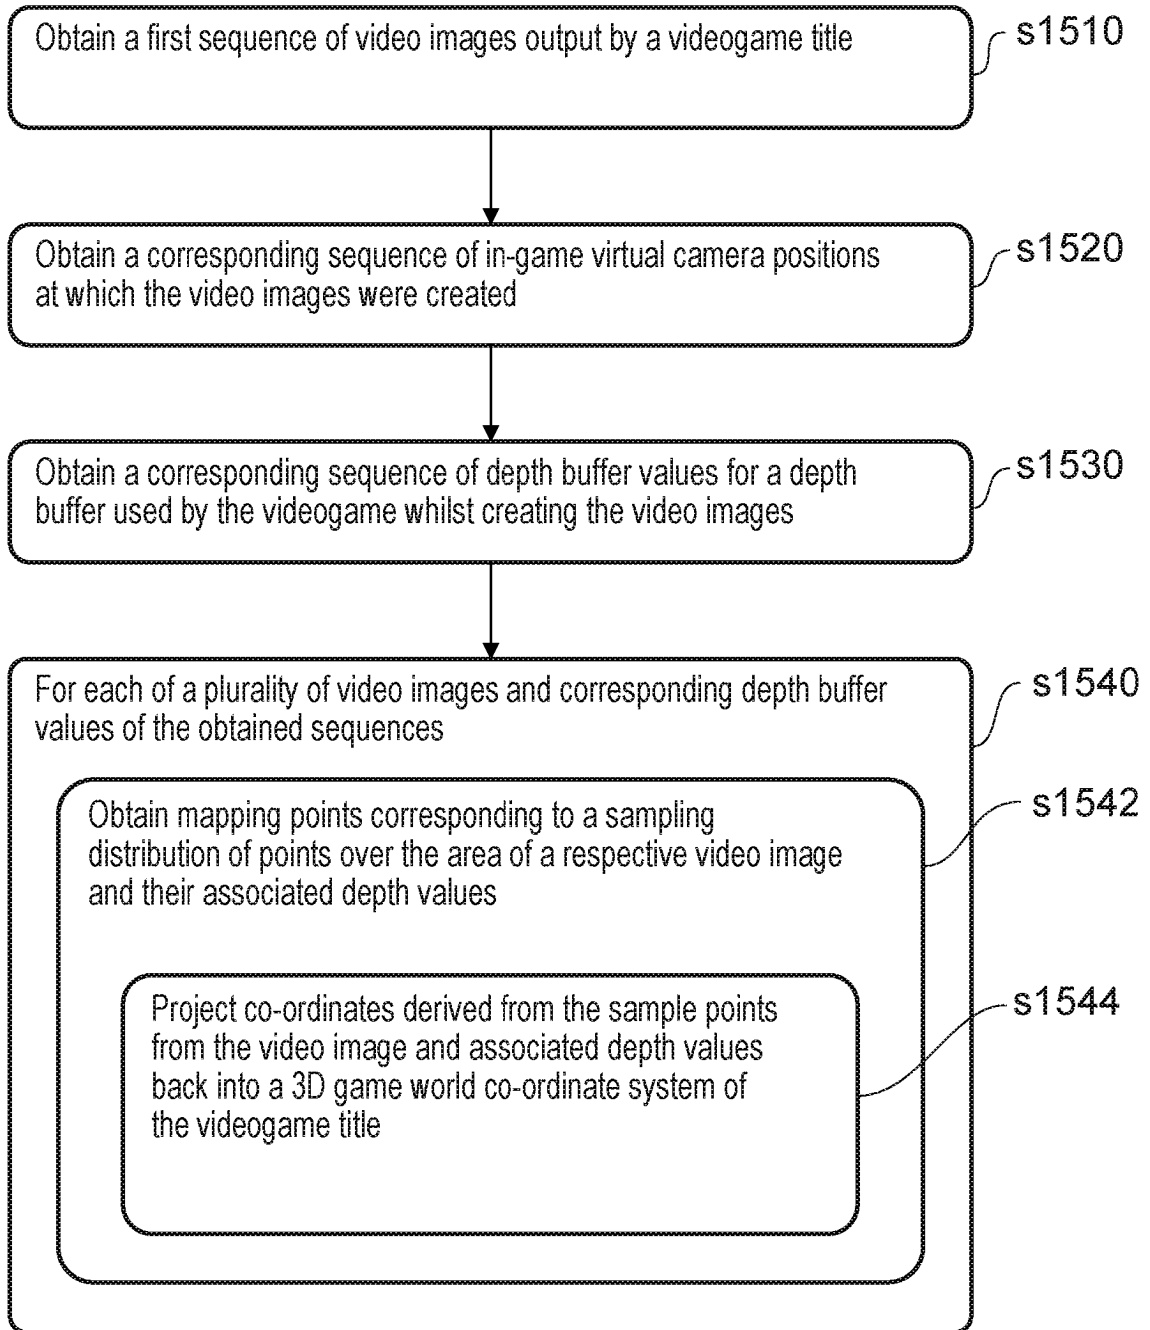 Obtain a first sequence of video images output by a videogame title
s1510
Obtain a corresponding sequence of in-game virtual camera positions
at which the video images were created
s1520
Obtain a corresponding sequence of depth buffer values for a depth
buffer used by the videogame whilst creating the video images
s1530
For each of a plurality of video images and corresponding depth buffer
values of the obtained sequences
s1540
Obtain mapping points corresponding to a sampling
distribution of points over the area of a respective video image
and their associated depth values
s1542
Project co-ordinates derived from the sample points
from the video image and associated depth values
back into a 3D game world co-ordinate system of
the videogame title
s1544